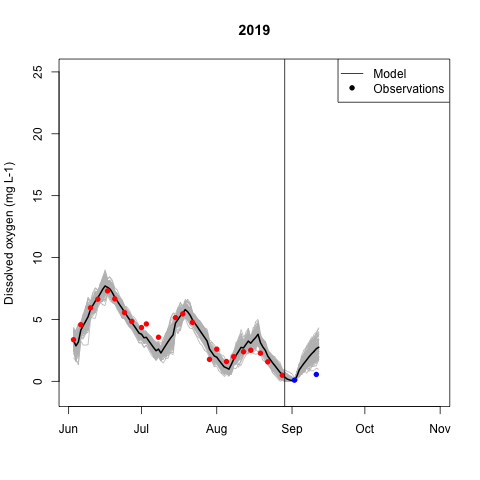 2019
Model
Observations
Dissolved oxygen (mg L-1)
25
20
15
10
5
0
Jun Jul Aug Sep Oct Nov